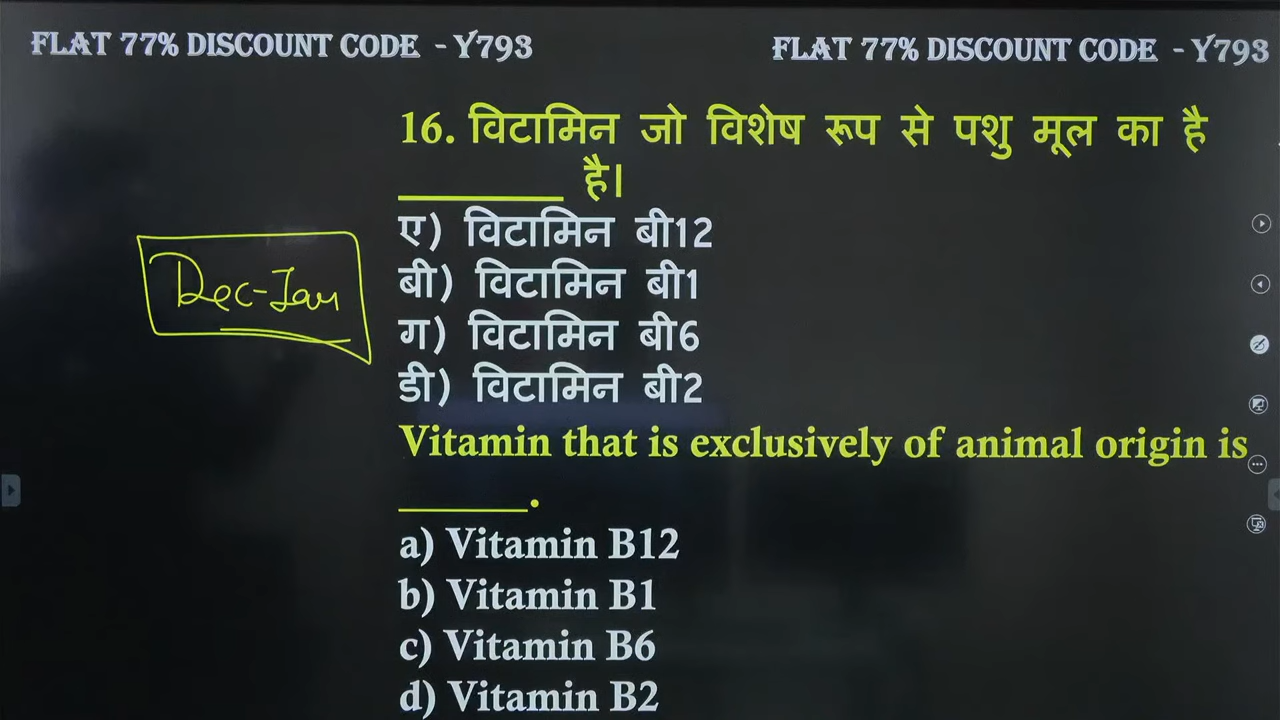 FLAT 77% DISCOUNT CODE - Y793
FLAT 77% DISCOUNT CODE - Y793
16. विटामिन जो विशेष रूप से पशु मूल का है
_________ है।
ए) विटामिन बी12
बी) विटामिन बी1
ग) विटामिन बी6
डी) विटामिन बी2
Dec-Jan
Vitamin that is exclusively of animal origin is
_______.
a) Vitamin B12
b) Vitamin B1
c) Vitamin B6
d) Vitamin B2